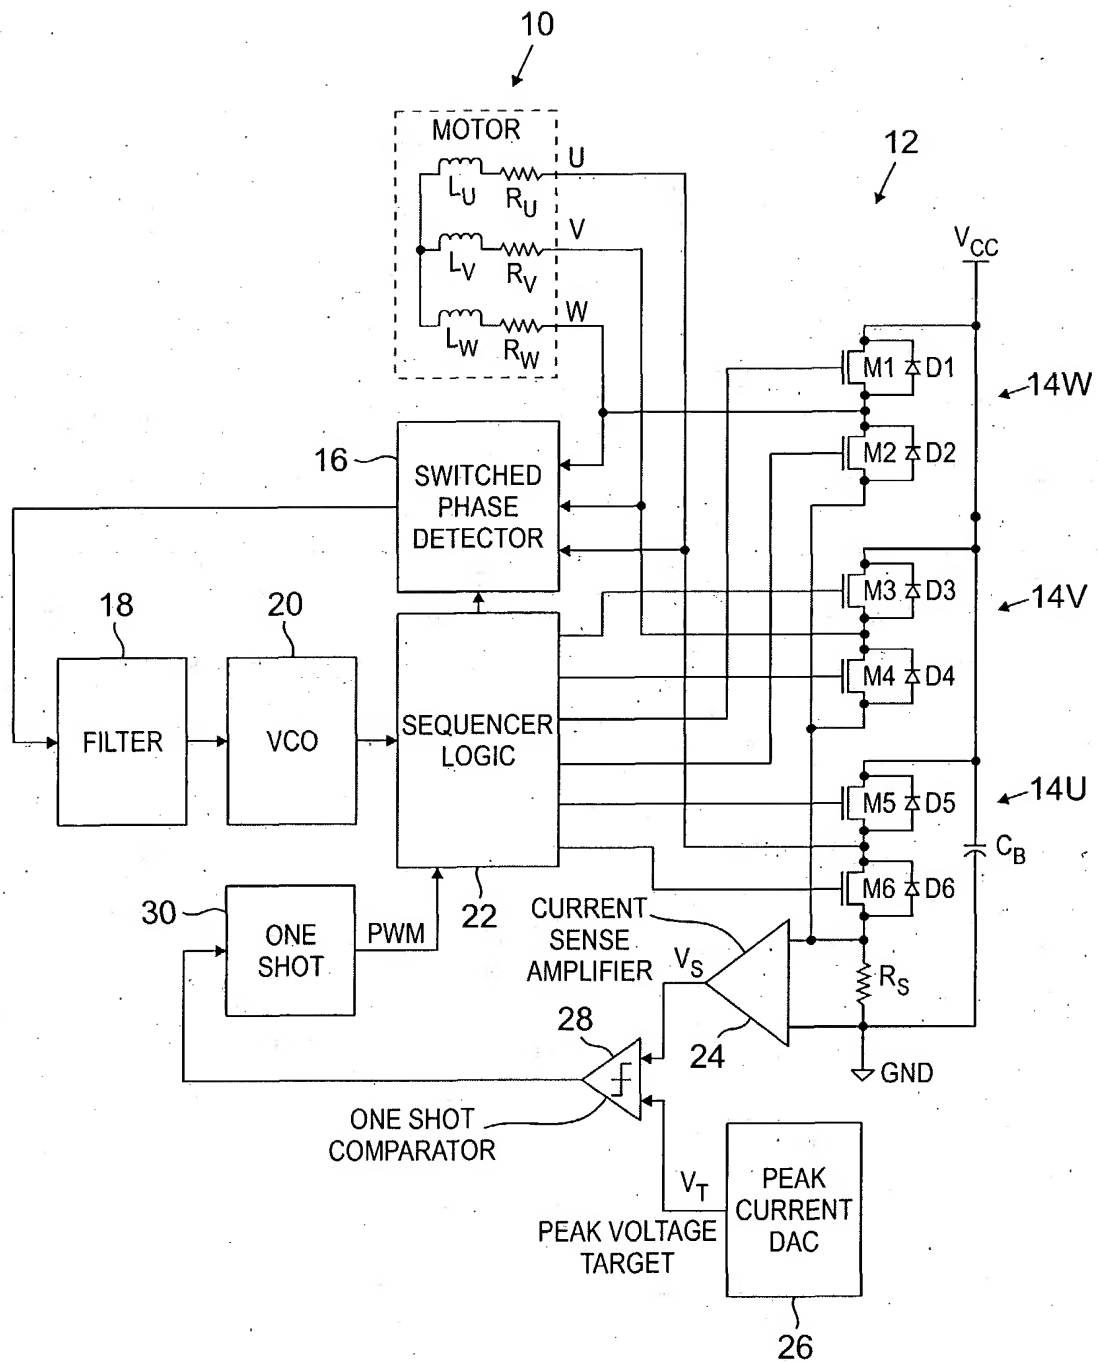 10
MOTOR
U
L_U
R_U
V
L_V
R_V
W
L_W
R_W
12
V_CC
M1
D1
14W
M2
D2
16
SWITCHED
PHASE
DETECTOR
M3
D3
14V
M4
D4
18
FILTER
20
VCO
SEQUENCER
LOGIC
22
M5
D5
14U
C_B
M6
D6
30
ONE
SHOT
PWM
CURRENT
SENSE
AMPLIFIER
V_S
24
R_S
GND
28
ONE SHOT
COMPARATOR
V_T
PEAK VOLTAGE
TARGET
PEAK
CURRENT
DAC
26